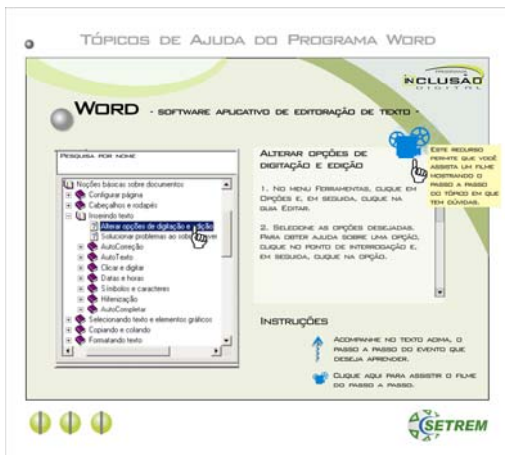 Tópicos de Ajuda do Programa Word
PROGRAMA
INCLUSÃO
DIGITAL
Word - software aplicativo de editoração de texto -
Pesquisa por nome
Noções básicas sobre documentos
Configurar página
Cabeçalhos e rodapés
Inserindo texto
Alterar opções de digitação e edição
Solucionar problemas ao sobre
AutoCorreção
AutoTexto
Clicar e digitar
Datas e horas
Símbolos e caracteres
Hifenização
AutoCompletar
Selecionando texto e elementos gráficos
Copiando e colando
Formatando texto
Alterar opções de
digitação e edição
1. No menu Ferramentas, clique em
Opções e, em seguida, clique na
guia Editar.
2. Selecione as opções desejadas.
Para obter ajuda sobre uma opção,
clique no ponto de interrogação e,
em seguida, clique na opção.
Este recurso
permite que você
assista um filme
mostrando o
passo a passo
do tópico em que
tem dúvidas.
Instruções
Acompanhe no texto acima, o
passo a passo do evento que
deseja aprender.
Clique aqui para assistir o filme
do passo a passo.
SETREM